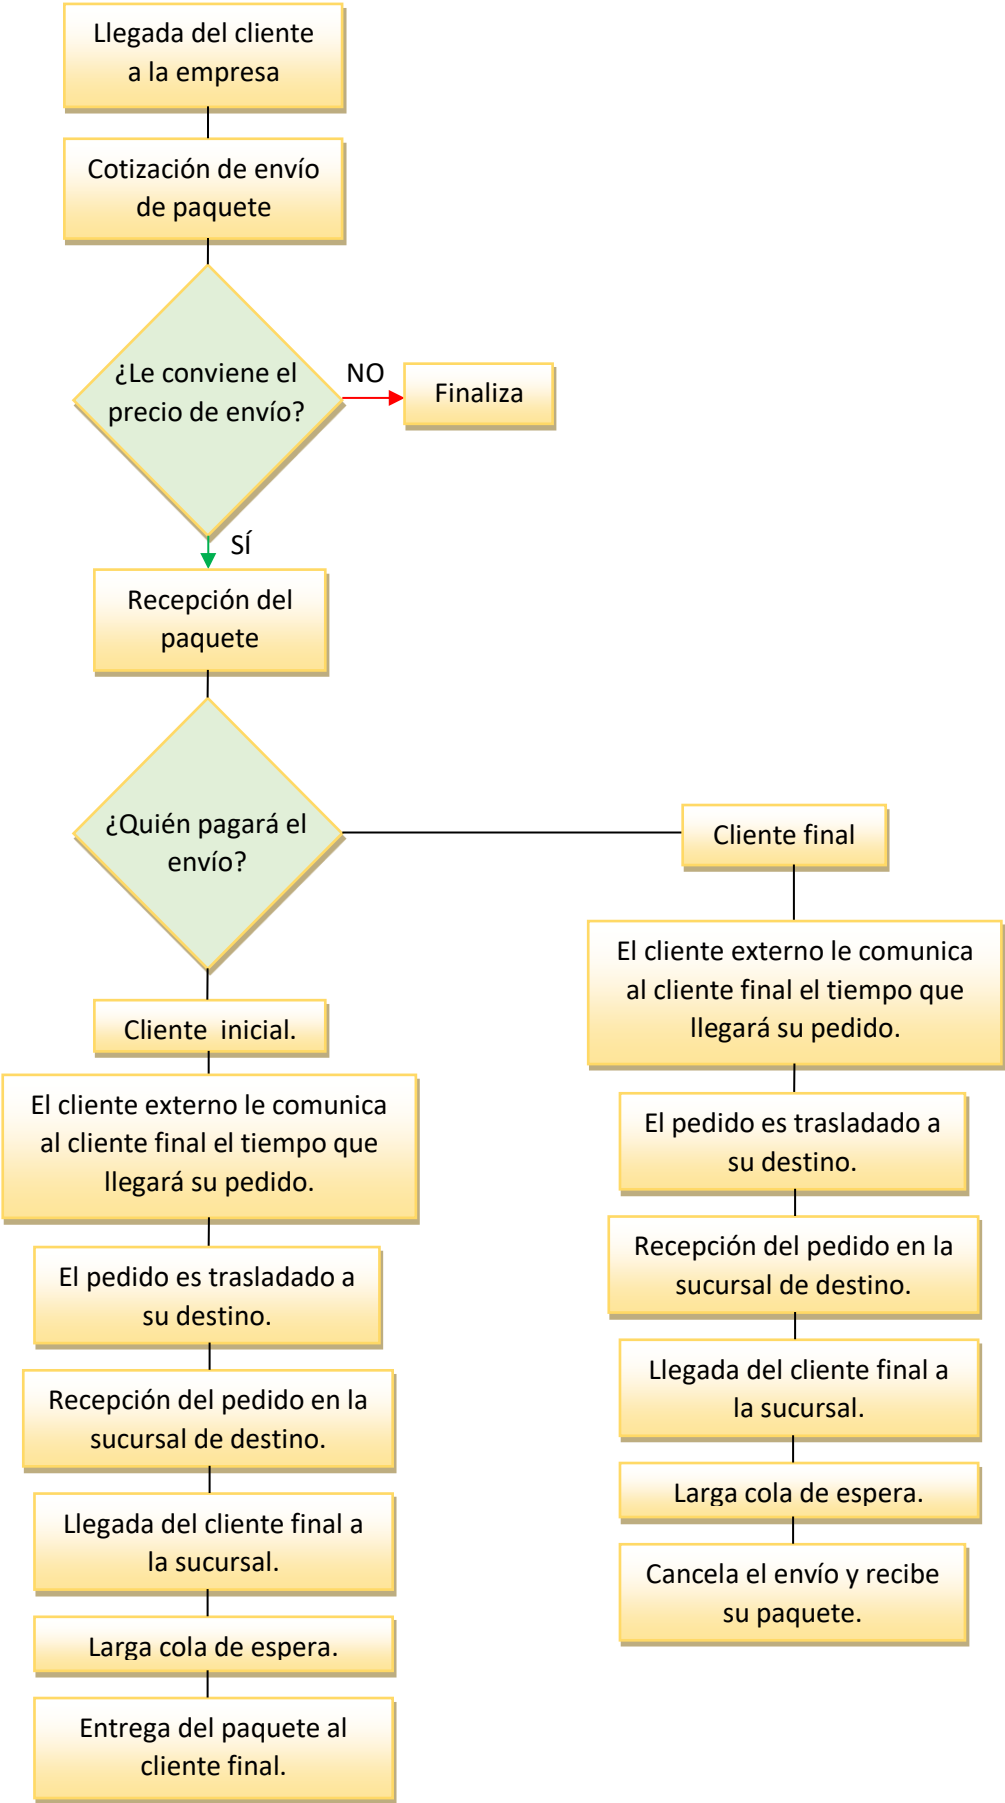 Llegada del cliente
a la empresa
Cotización de envío
de paquete
¿Le conviene el
precio de envío?
NO
Finaliza
SÍ
Recepción del
paquete
¿Quién pagará el
envío?
Cliente inicial.
El cliente externo le comunica
al cliente final el tiempo que
llegará su pedido.
El pedido es trasladado a
su destino.
Recepción del pedido en la
sucursal de destino.
Llegada del cliente final a
la sucursal.
Larga cola de espera.
Entrega del paquete al
cliente final.
Cliente final
El cliente externo le comunica
al cliente final el tiempo que
llegará su pedido.
El pedido es trasladado a
su destino.
Recepción del pedido en la
sucursal de destino.
Llegada del cliente final a
la sucursal.
Larga cola de espera.
Cancela el envío y recibe
su paquete.